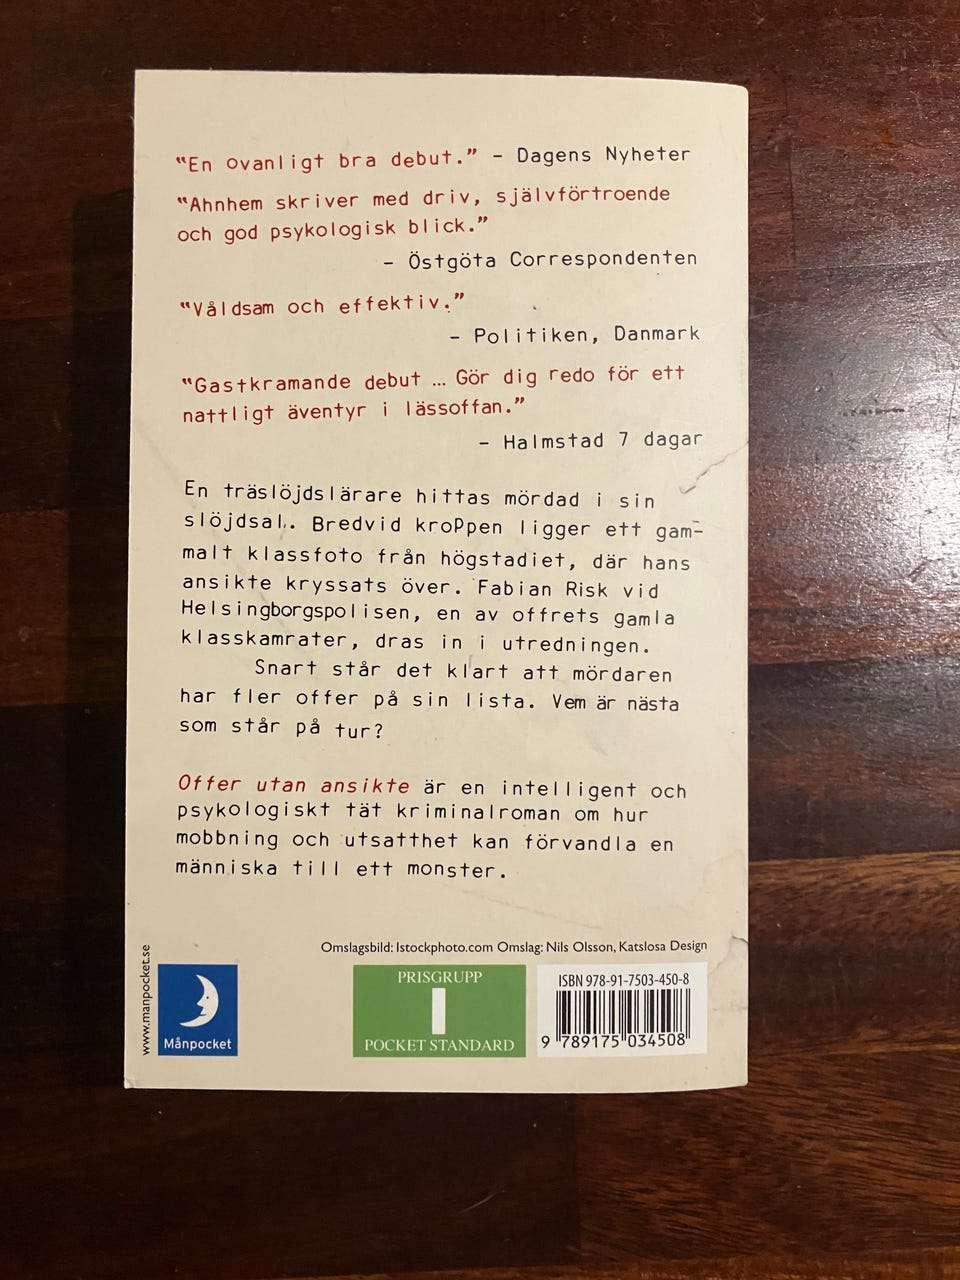 "En ovanligt bra debut." – Dagens Nyheter
"Ahnhem skriver med driv, självförtroende
och god psykologisk blick."
– Östgöta Correspondenten
"Våldsam och effektiv."
– Politiken, Danmark
"Gastkramande debut … Gör dig redo för ett
nattligt äventyr i lässoffan."
– Halmstad 7 dagar
En träslöjdslärare hittas mördad i sin
slöjdsal. Bredvid kroppen ligger ett gam-
malt klassfoto från högstadiet, där hans
ansikte kryssats över. Fabian Risk vid
Helsingborgspolisen, en av offrets gamla
klasskamrater, dras in i utredningen.
Snart står det klart att mördaren
har fler offer på sin lista. Vem är nästa
som står på tur?
Offer utan ansikte är en intelligent och
psykologiskt tät kriminalroman om hur
mobbning och utsatthet kan förvandla en
människa till ett monster.
Omslagsbild: Istockphoto.com Omslag: Nils Olsson, Katslosa Design
www.manpocket.se
Månpocket
PRISGRUPP
1
POCKET STANDARD
ISBN 978-91-7503-450-8
9 789175 034508